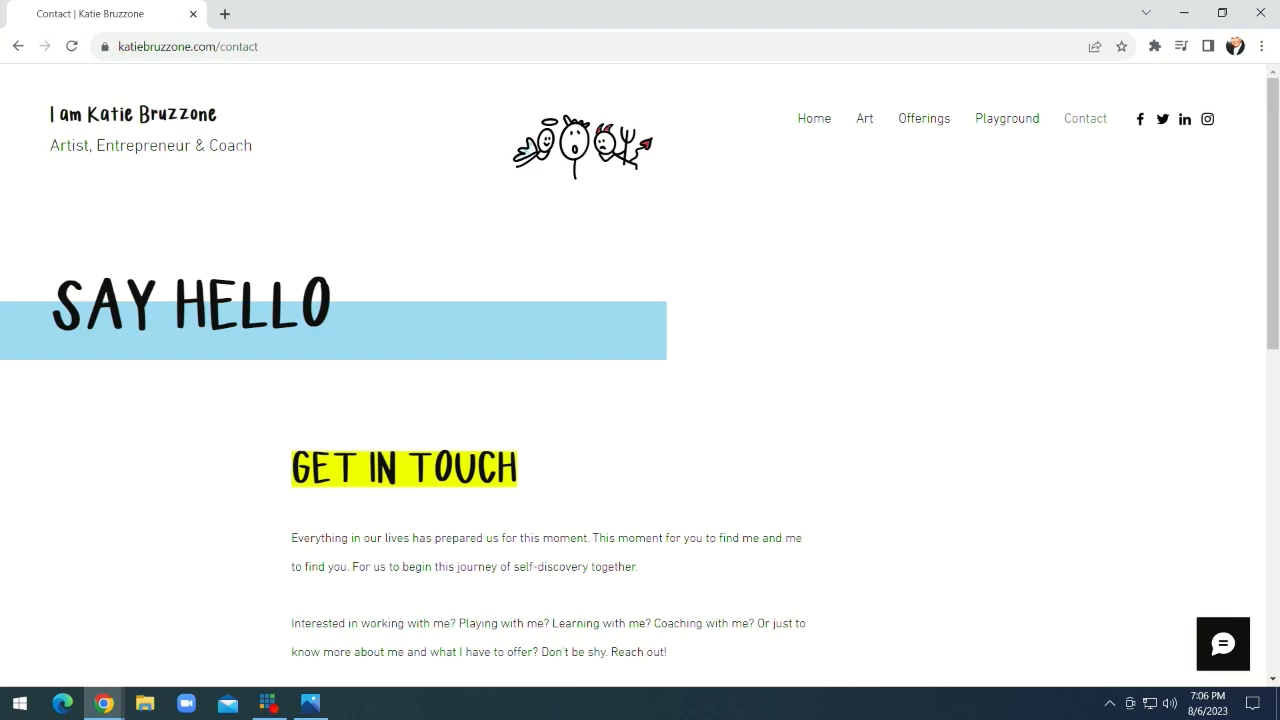 Contact | Katie Bruzzone
katiebruzzone.com/contact
I am Katie Bruzzone
Artist, Entrepreneur & Coach
Home Art Offerings Playground Contact
SAY HELLO
GET IN TOUCH
Everything in our lives has prepared us for this moment. This moment for you to find me and me
to find you. For us to begin this journey of self-discovery together.
Interested in working with me? Playing with me? Learning with me? Coaching with me? Or just to
know more about me and what I have to offer? Don't be shy. Reach out!
7:06 PM
8/6/2023